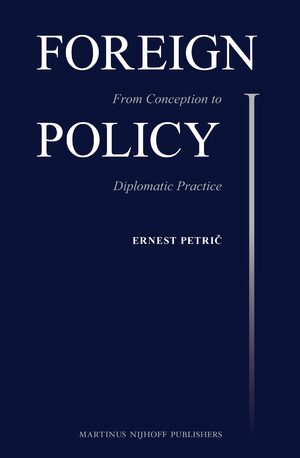 FOREIGN
From Conception to
POLICY
Diplomatic Practice
ERNEST PETRIČ
MARTINUS NIJHOFF PUBLISHERS